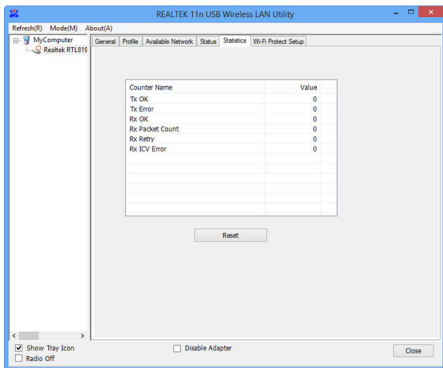 REALTEK 11n USB Wireless LAN Utility
Refresh(R) Mode(M) About(A)
MyComputer
Realtek RTL819
General Profile Available Network Status Statistics Wi-Fi Protect Setup
Counter Name Value
Tx OK 0
Tx Error 0
Rx OK 0
Rx Packet Count 0
Rx Retry 0
Rx ICV Error 0
Reset
Show Tray Icon
Radio Off
Disable Adapter
Close